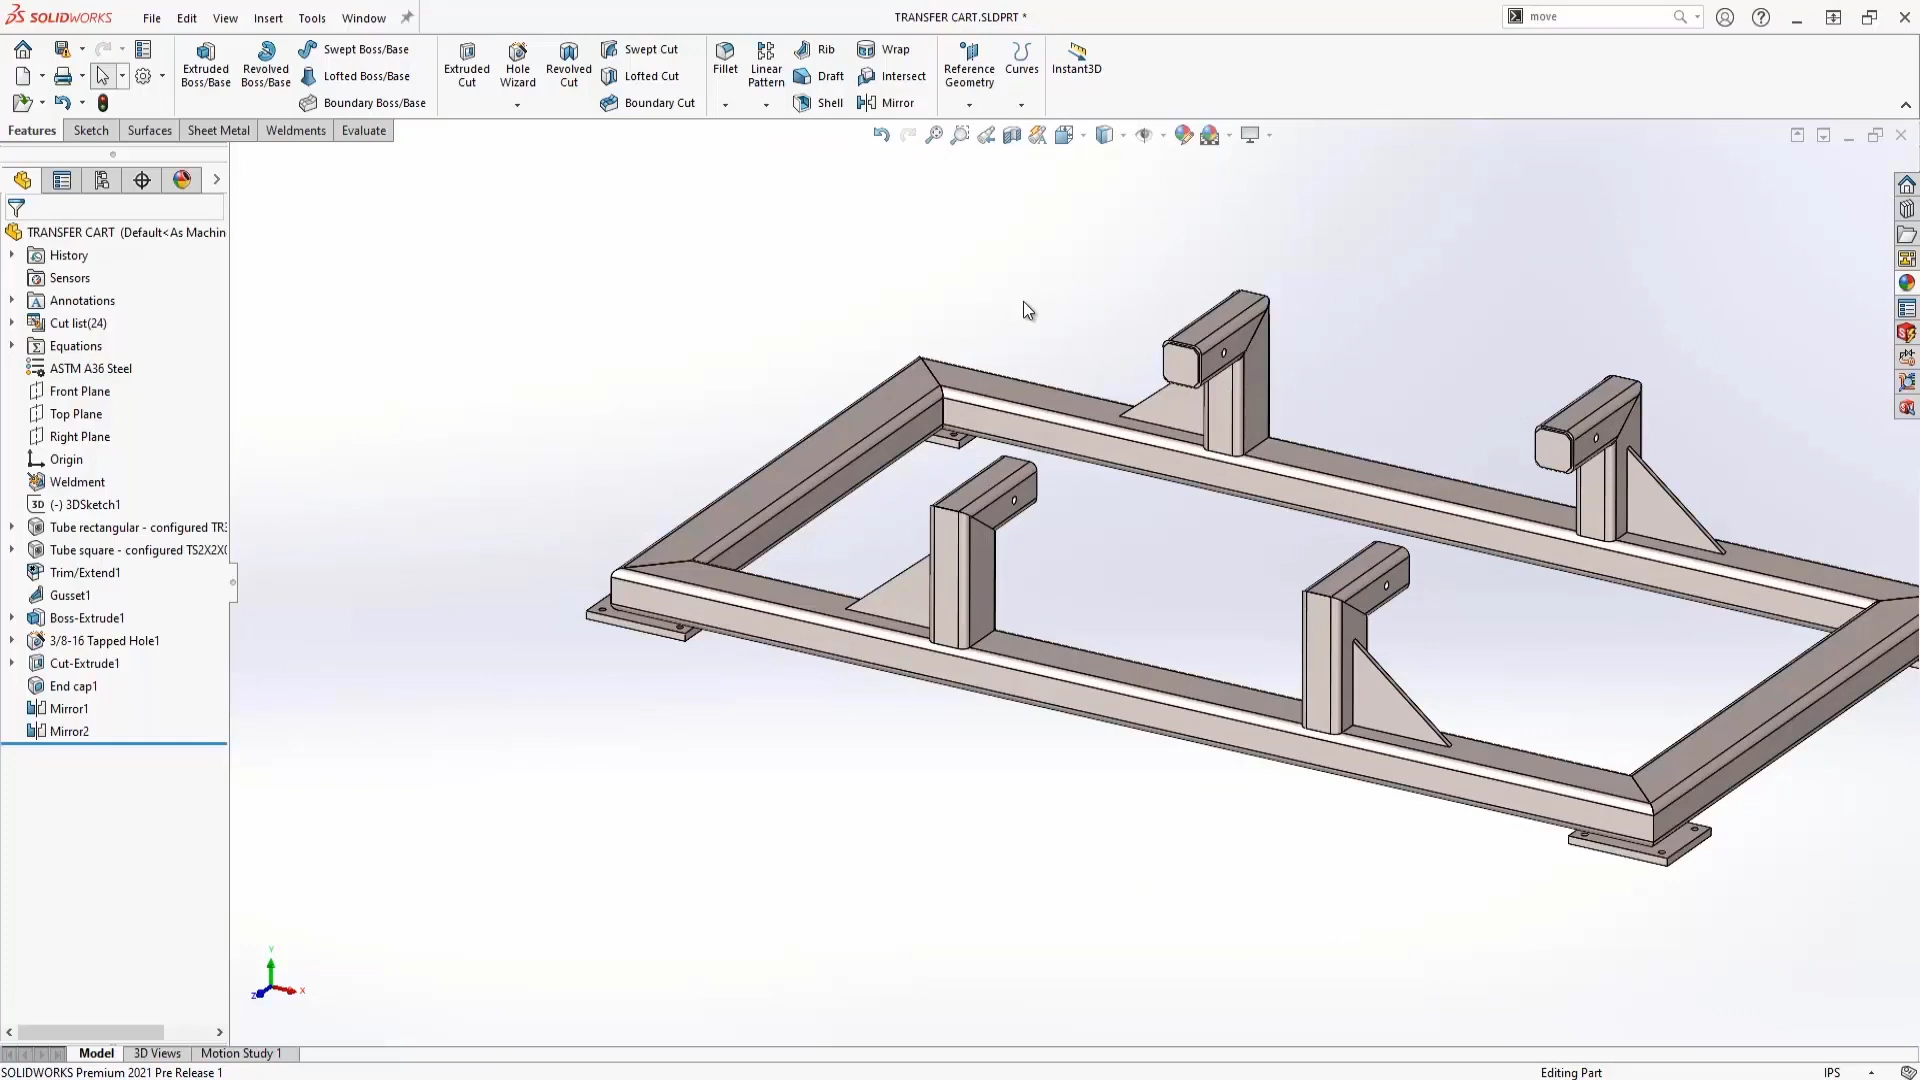 SOLIDWORKS File Edit View Insert Tools Window
TRANSFER CART.SLDPRT *
move
Extruded Boss/Base
Revolved Boss/Base
Swept Boss/Base
Lofted Boss/Base
Boundary Boss/Base
Extruded Cut
Hole Wizard
Revolved Cut
Swept Cut
Lofted Cut
Boundary Cut
Fillet
Linear Pattern
Rib
Draft
Shell
Wrap
Intersect
Mirror
Reference Geometry
Curves
Instant3D
Features Sketch Surfaces Sheet Metal Weldments Evaluate
TRANSFER CART (Default<As Machin
History
Sensors
Annotations
Cut list(24)
Equations
ASTM A36 Steel
Front Plane
Top Plane
Right Plane
Origin
Weldment
3D (-) 3DSketch1
Tube rectangular - configured TR3
Tube square - configured TS2X2X(
Trim/Extend1
Gusset1
Boss-Extrude1
3/8-16 Tapped Hole1
Cut-Extrude1
End cap1
Mirror1
Mirror2
Y
X
Z
Model 3D Views Motion Study 1
SOLIDWORKS Premium 2021 Pre Release 1
Editing Part
IPS